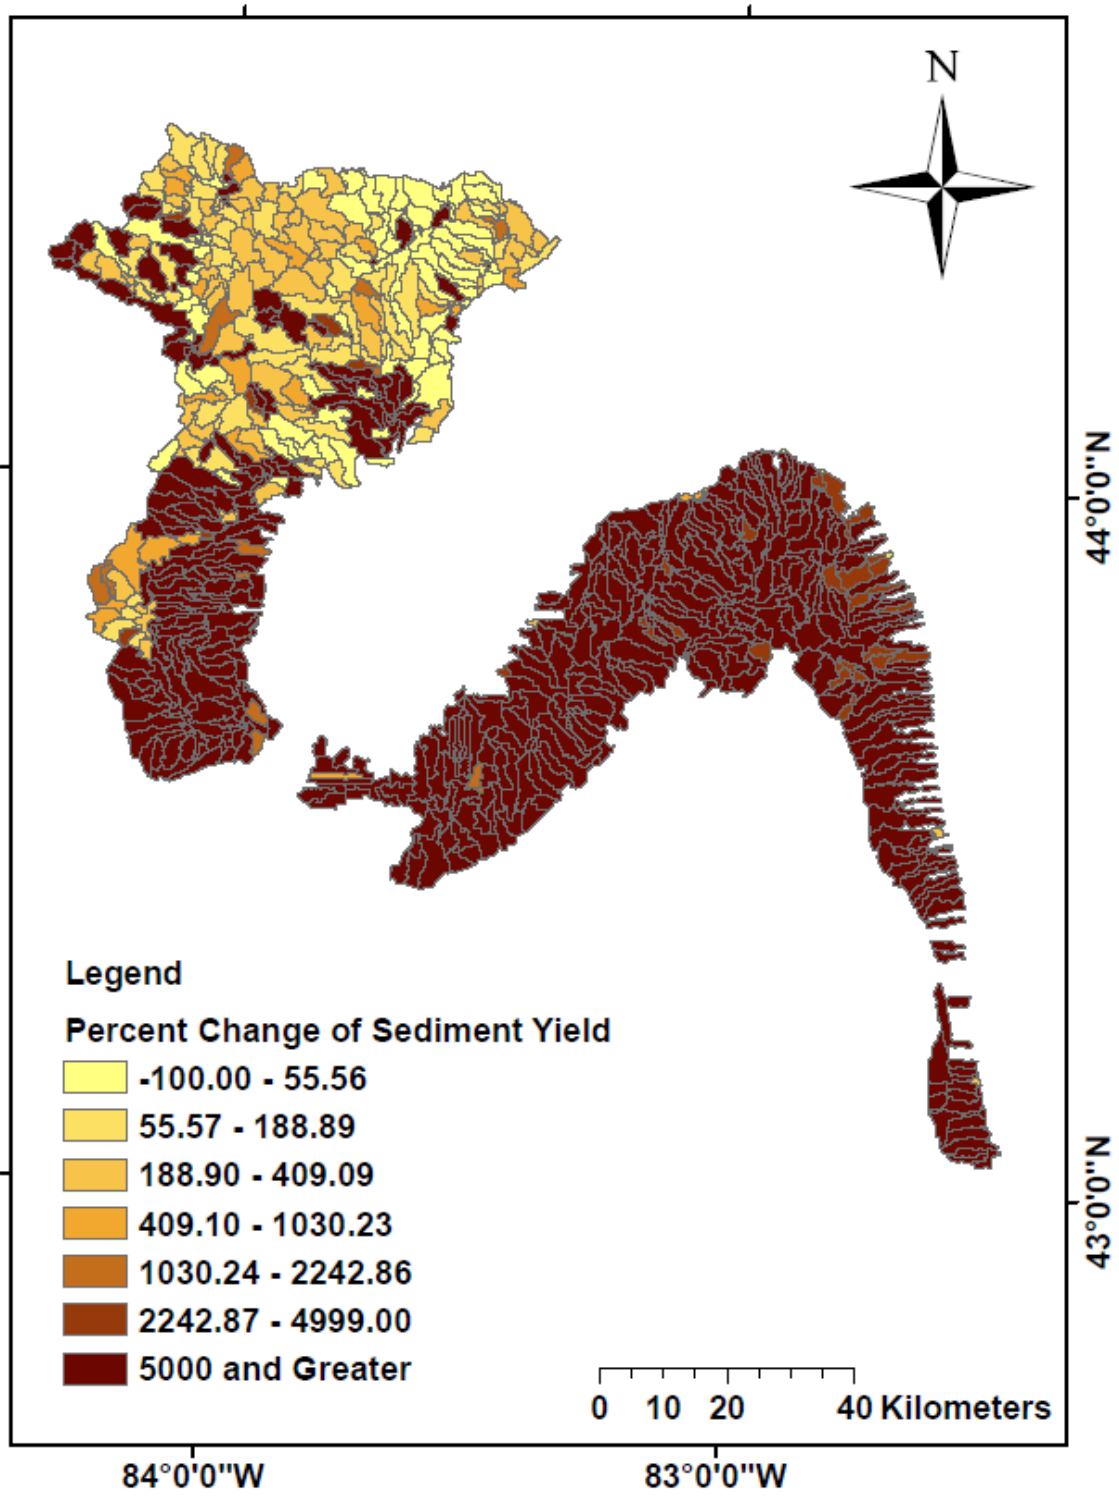 N
44°0'0"N
Legend
Percent Change of Sediment Yield
-100.00 - 55.56
55.57 - 188.89
188.90 - 409.09
409.10 - 1030.23
1030.24 - 2242.86
2242.87 - 4999.00
5000 and Greater
43°0'0"N
0 10 20 40 Kilometers
84°0'0"W 83°0'0"W